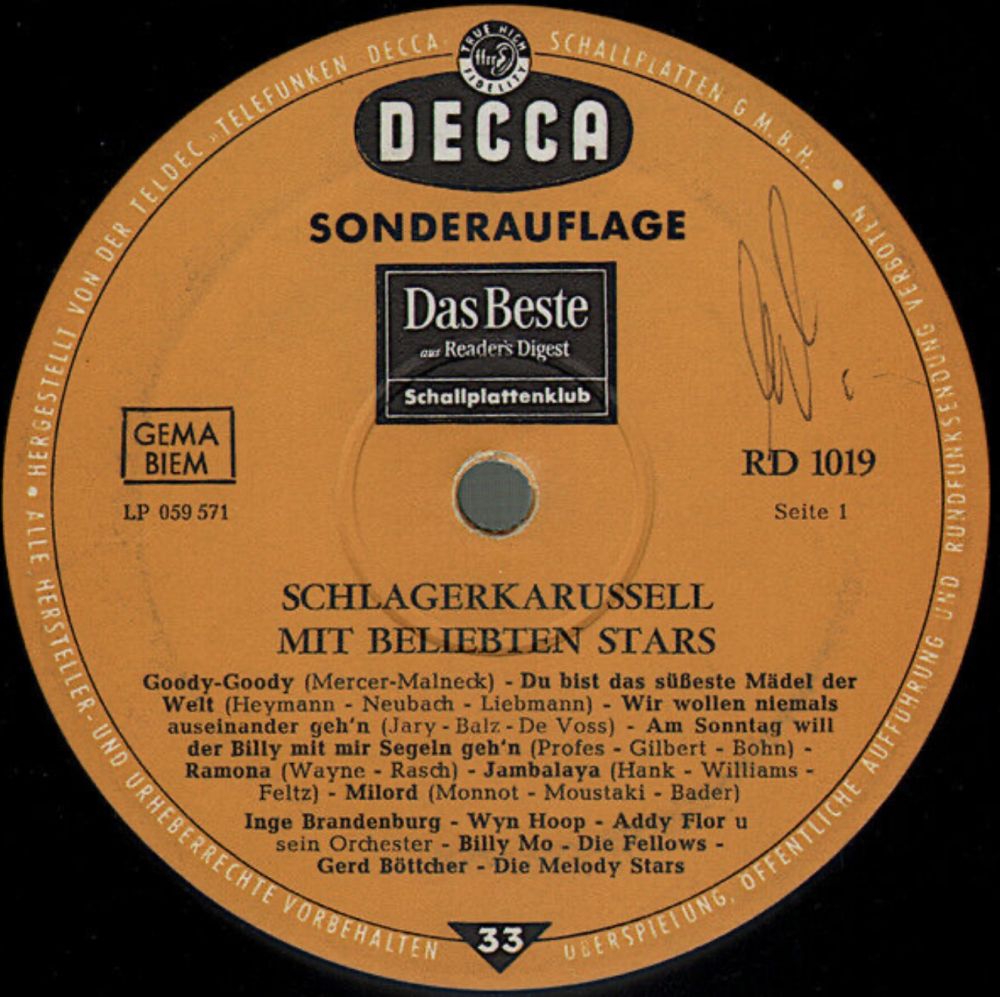 TRUE HIGH FIDELITY
ffrr
DECCA
SONDERAUFLAGE
Das Beste
aus Reader's Digest
Schallplattenklub
GEMA
BIEM
LP 059 571
RD 1019
Seite 1
SCHLAGERKARUSSELL
MIT BELIEBTEN STARS
Goody-Goody (Mercer-Malneck) - Du bist das süßeste Mädel der
Welt (Heymann - Neubach - Liebmann) - Wir wollen niemals
auseinander geh'n (Jary - Balz - De Voss) - Am Sonntag will
der Billy mit mir Segeln geh'n (Profes - Gilbert - Bohn) -
Ramona (Wayne - Rasch) - Jambalaya (Hank - Williams -
Feltz) - Milord (Monnot - Moustaki - Bader)
Inge Brandenburg - Wyn Hoop - Addy Flor u
sein Orchester - Billy Mo - Die Fellows -
Gerd Böttcher - Die Melody Stars
33
ALLE HERSTELLER- UND URHEBERRECHTE VORBEHALTEN
• HERGESTELLT VON DER TELDEC »TELEFUNKEN DECCA· SCHALLPLATTEN G.M.B.H. •
ÜBERSPIELUNG, ÖFFENTLICHE AUFFÜHRUNG UND RUNDFUNKSENDUNG VERBOTEN